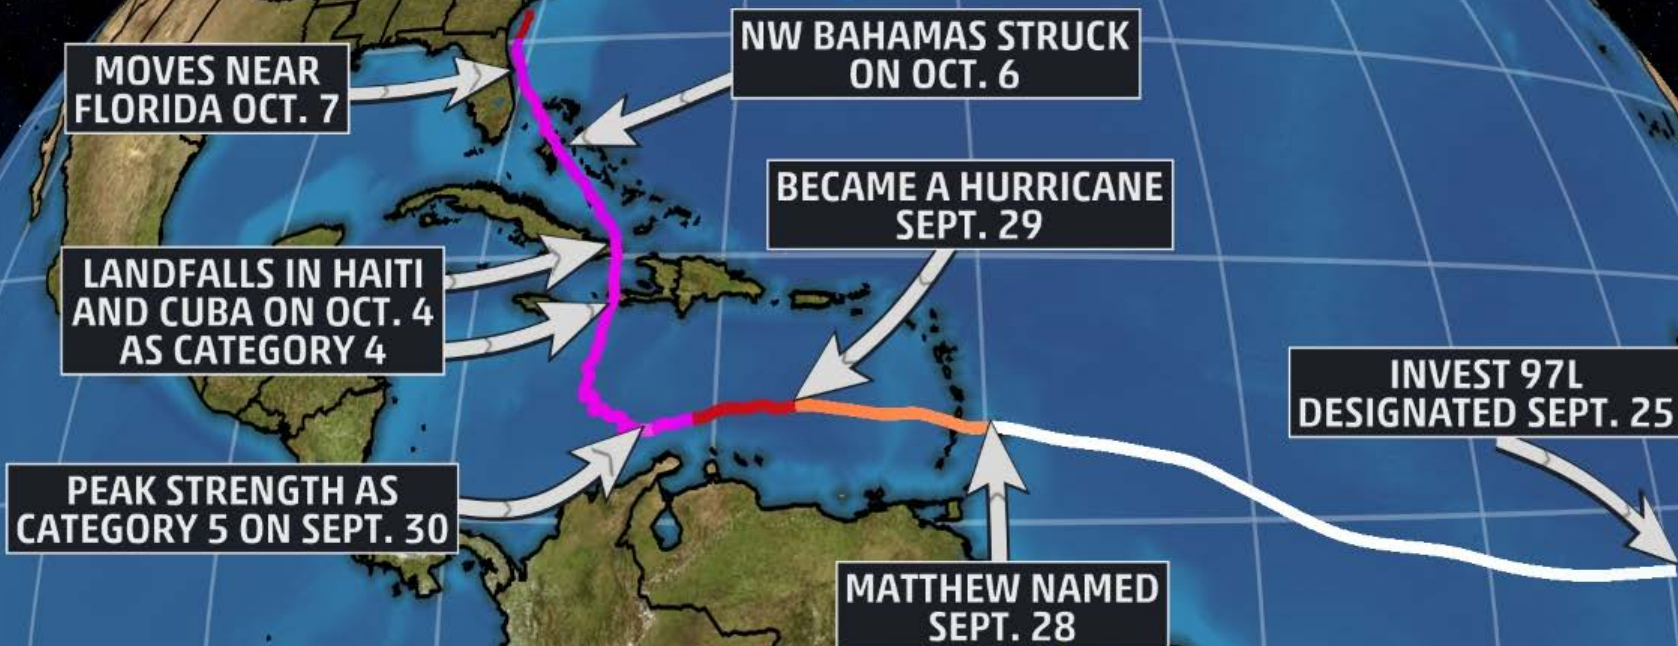 NW BAHAMAS STRUCK
ON OCT. 6
MOVES NEAR
FLORIDA OCT. 7
BECAME A HURRICANE
SEPT. 29
LANDFALLS IN HAITI
AND CUBA ON OCT. 4
AS CATEGORY 4
INVEST 97L
DESIGNATED SEPT. 25
PEAK STRENGTH AS
CATEGORY 5 ON SEPT. 30
MATTHEW NAMED
SEPT. 28